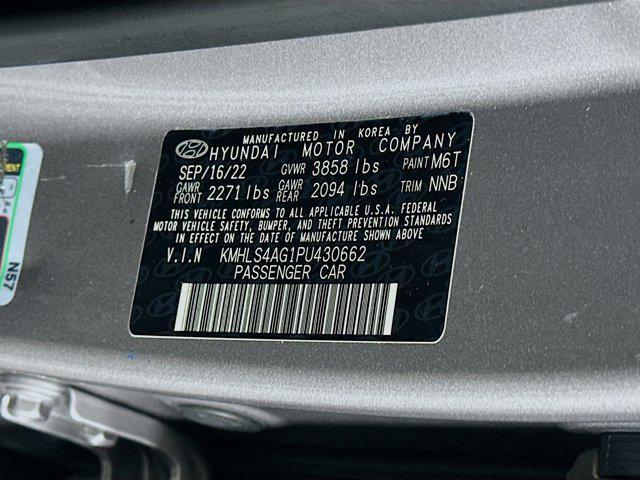 MANUFACTURED IN KOREA BY
HYUNDAI MOTOR COMPANY
SEP/16/22 GVWR 3858 lbs PAINT M6T
GAWR FRONT 2271 lbs GAWR REAR 2094 lbs TRIM NNB
THIS VEHICLE CONFORMS TO ALL APPLICABLE U.S.A. FEDERAL
MOTOR VEHICLE SAFETY, BUMPER, AND THEFT PREVENTION STANDARDS
IN EFFECT ON THE DATE OF MANUFACTURE SHOWN ABOVE
V.I.N KMHLS4AG1PU430662
PASSENGER CAR
N57